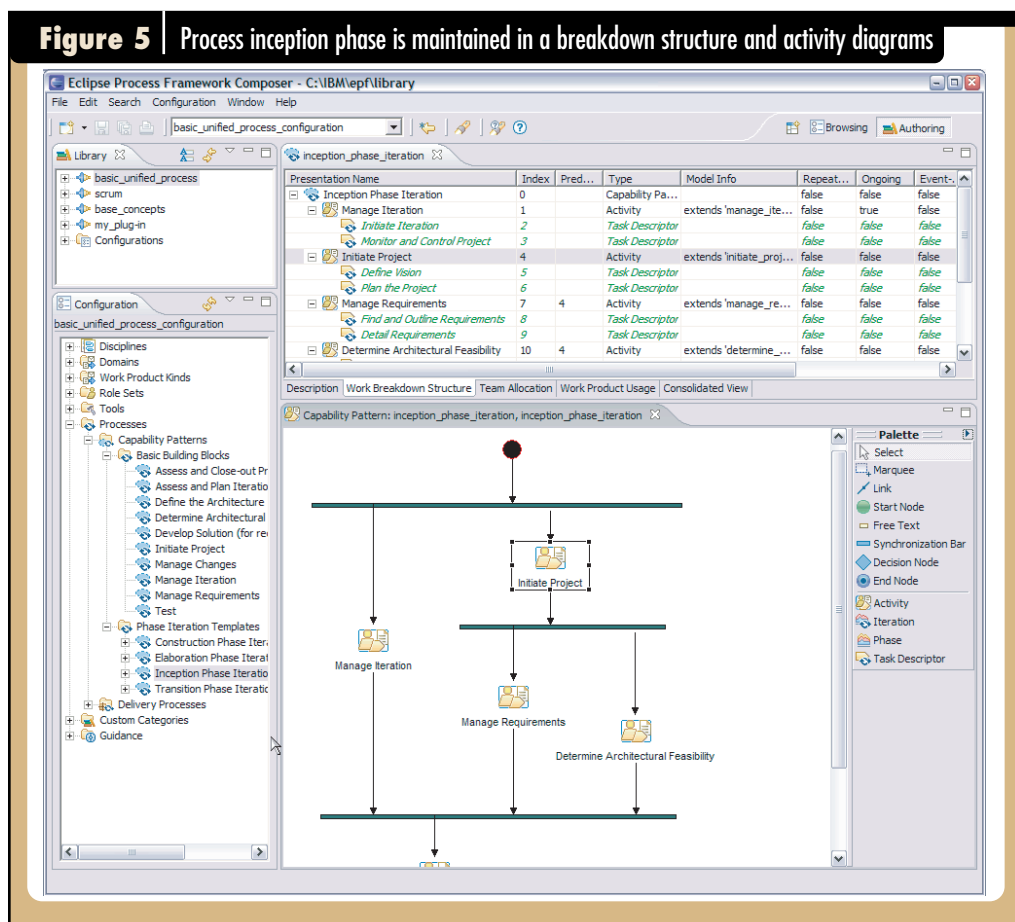 Figure 5 Process inception phase is maintained in a breakdown structure and activity diagrams
Eclipse Process Framework Composer - C:\IBM\epf\library
File Edit Search Configuration Window Help
basic_unified_process_configuration
Browsing Authoring
Library
basic_unified_process
scrum
base_concepts
my_plug-in
Configurations
Configuration
basic_unified_process_configuration
Disciplines
Domains
Work Product Kinds
Role Sets
Tools
Processes
Capability Patterns
Basic Building Blocks
Assess and Close-out Pr
Assess and Plan Iteratio
Define the Architecture
Determine Architectural
Develop Solution (for re
Initiate Project
Manage Changes
Manage Iteration
Manage Requirements
Test
Phase Iteration Templates
Construction Phase Iter
Elaboration Phase Iterat
Inception Phase Iteratio
Transition Phase Iteratio
Delivery Processes
Custom Categories
Guidance
inception_phase_iteration
Presentation Name Index Pred... Type Model Info Repeat... Ongoing Event-.
Inception Phase Iteration 0 Capability Pa... false false false
Manage Iteration 1 Activity extends 'manage_ite... false true false
Initiate Iteration 2 Task Descriptor false false false
Monitor and Control Project 3 Task Descriptor false false false
Initiate Project 4 Activity extends 'initiate_proj... false false false
Define Vision 5 Task Descriptor false false false
Plan the Project 6 Task Descriptor false false false
Manage Requirements 7 4 Activity extends 'manage_re... false false false
Find and Outline Requirements 8 Task Descriptor false false false
Detail Requirements 9 Task Descriptor false false false
Determine Architectural Feasibility 10 4 Activity extends 'determine_... false false false
Description Work Breakdown Structure Team Allocation Work Product Usage Consolidated View
Capability Pattern: inception_phase_iteration, inception_phase_iteration
Initiate Project
Manage Iteration
Manage Requirements
Determine Architectural Feasibility
Palette
Select
Marquee
Link
Start Node
Free Text
Synchronization Bar
Decision Node
End Node
Activity
Iteration
Phase
Task Descriptor